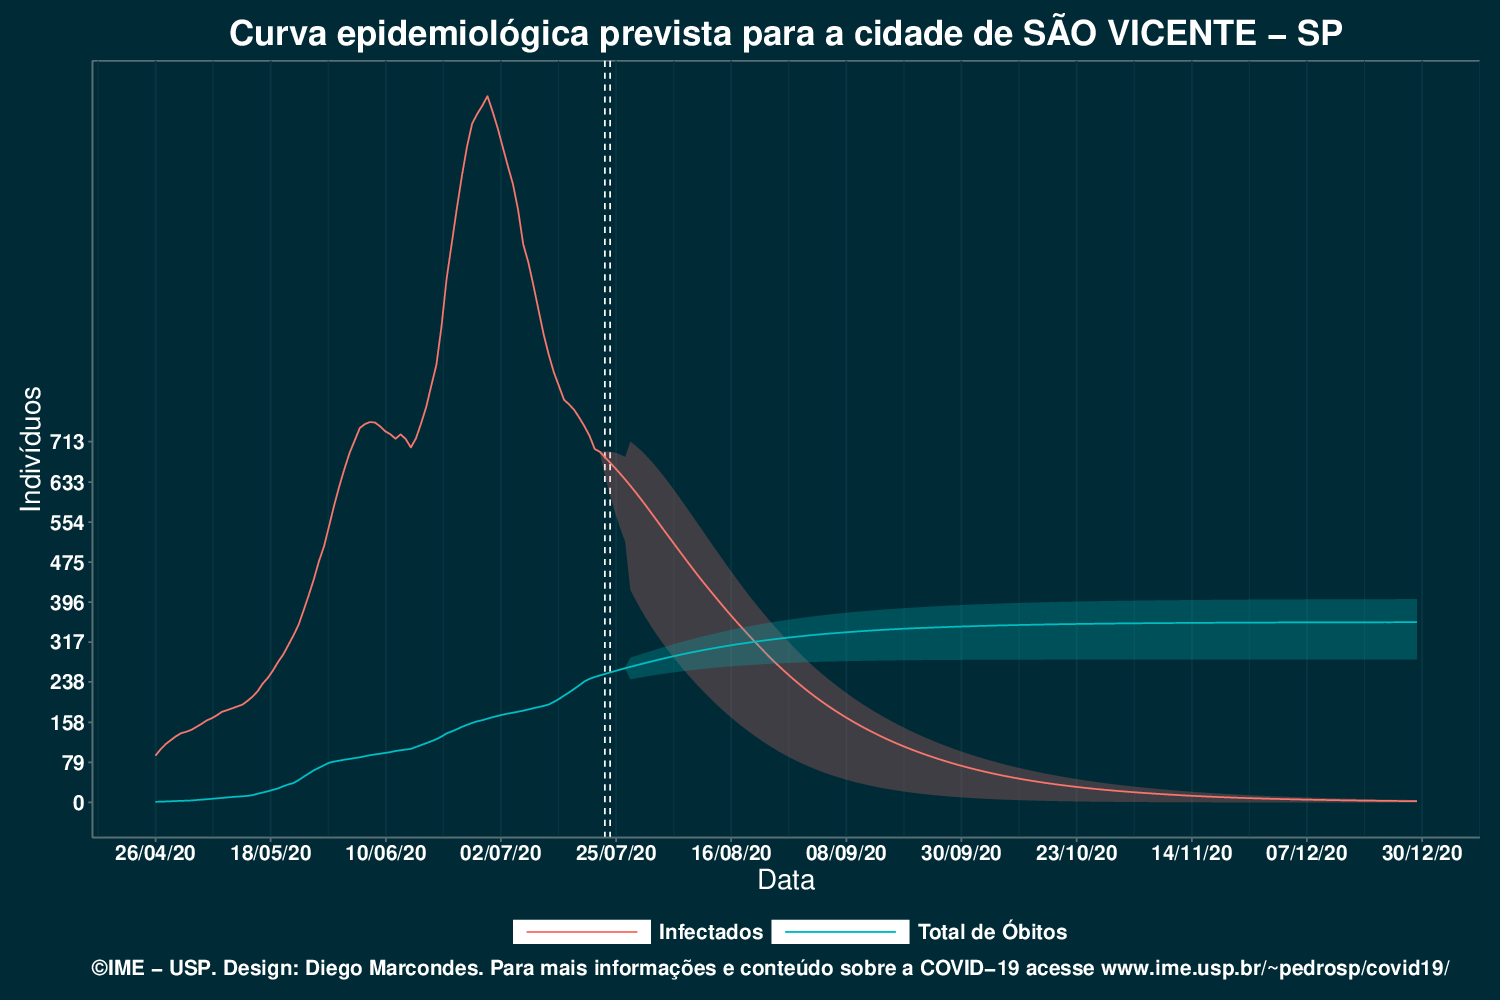 Curva epidemiológica prevista para a cidade de SÃO VICENTE – SP
Indivíduos
713
633
554
475
396
317
238
158
79
0
26/04/20 18/05/20 10/06/20 02/07/20 25/07/20 16/08/20 08/09/20 30/09/20 23/10/20 14/11/20 07/12/20 30/12/20
Data
Infectados Total de Óbitos
©IME – USP. Design: Diego Marcondes. Para mais informações e conteúdo sobre a COVID–19 acesse www.ime.usp.br/~pedrosp/covid19/